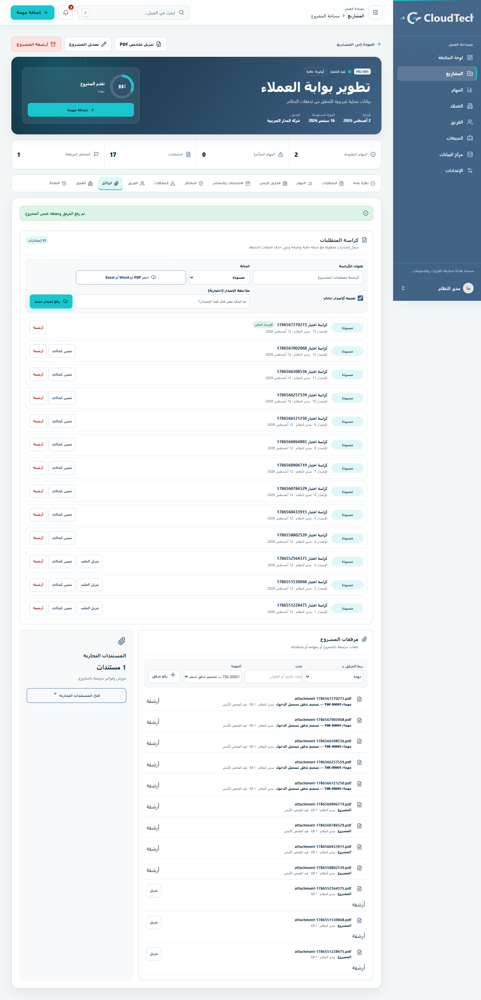 CloudTech
مساحة العمل
لوحة المتابعة
المشاريع
المهام
العملاء
الفريق
المبيعات
مركز البيانات
الإعدادات
مساحة هادئة لمتابعة القرارات والتسليمات.
ما
مدير النظام
مساحة العمل
المشاريع
مساحة المشروع
ابحث في العمل...
/
7
إضافة مهمة
العودة إلى المشاريع
تنزيل ملخص PDF
تعديل المشروع
أرشفة المشروع
PRJ-001
قيد التنفيذ
أولوية عالية
تطوير بوابة العملاء
بيانات محلية تجريبية للتحقق من تدفقات النظام.
البداية
2 أغسطس 2026
النهاية المستهدفة
16 سبتمبر 2026
العميل
شركة المدار التجريبية
33٪
تقدم المشروع
مهدد
إضافة مهمة
المهام المفتوحة
2
المهام المتأخرة
0
المتطلبات
17
المخاطر المرتفعة
1
نظرة عامة
المتطلبات
المهام
الجدول الزمني
الاجتماعات والمحاضر
المخاطر
المشكلات
الفريق
الوثائق
العميل
النشاط
تم رفع المرفق وحفظه ضمن المشروع.
كراسة المتطلبات
سجل إصدارات محفوظ مع نسخة حالية واضحة ودون حذف الملفات السابقة.
13 إصدارات
عنوان الكراسة
كراسة متطلبات المشروع
الحالة
مسودة
اختر PDF أو Word أو Excel
تعيينه كإصدار حالي
ملاحظة الإصدار (اختيارية)
ما الذي تغير في هذا الإصدار؟
رفع إصدار جديد
مسودة
كراسة اختبار 1786567370273
الإصدار الحالي
الإصدار 13 · مدير النظام · 12 أغسطس 2026
أرشفة
مسودة
كراسة اختبار 1786567002068
الإصدار 12 · مدير النظام · 12 أغسطس 2026
تعيين كحالي
أرشفة
مسودة
كراسة اختبار 1786566308536
الإصدار 11 · مدير النظام · 12 أغسطس 2026
تعيين كحالي
أرشفة
مسودة
كراسة اختبار 1786566257559
الإصدار 10 · مدير النظام · 12 أغسطس 2026
تعيين كحالي
أرشفة
مسودة
كراسة اختبار 1786566121250
الإصدار 9 · مدير النظام · 12 أغسطس 2026
تعيين كحالي
أرشفة
مسودة
كراسة اختبار 1786566064003
الإصدار 8 · مدير النظام · 12 أغسطس 2026
تعيين كحالي
أرشفة
مسودة
كراسة اختبار 1786560906719
الإصدار 7 · مدير النظام · 12 أغسطس 2026
تعيين كحالي
أرشفة
مسودة
كراسة اختبار 1786560786529
الإصدار 6 · مدير النظام · 12 أغسطس 2026
تعيين كحالي
أرشفة
مسودة
كراسة اختبار 1786560433915
الإصدار 5 · مدير النظام · 12 أغسطس 2026
تعيين كحالي
أرشفة
مسودة
كراسة اختبار 1786558802539
الإصدار 4 · مدير النظام · 12 أغسطس 2026
تعيين كحالي
أرشفة
مسودة
كراسة اختبار 1786552564375
الإصدار 3 · مدير النظام · 12 أغسطس 2026
تنزيل الملف
تعيين كحالي
أرشفة
مسودة
كراسة اختبار 1786551530068
الإصدار 2 · مدير النظام · 12 أغسطس 2026
تنزيل الملف
تعيين كحالي
أرشفة
مسودة
كراسة اختبار 1786551228475
الإصدار 1 · مدير النظام · 12 أغسطس 2026
تنزيل الملف
تعيين كحالي
أرشفة
مرفقات المشروع
ملفات مرتبطة بالمشروع أو بمهامه أو متطلباته.
ربط المرفق بـ
مهمة
بحث
ابحث بالرمز أو العنوان
المهمة
TSK-00001 — تصميم تدفق تسجي
رفع مرفق
attachment-1786567370273.pdf
مهمة: TSK-00001 — تصميم تدفق تسجيل الدخول · مدير النظام · 1 KB · قيد الفحص الأمني
أرشفة
attachment-1786567002068.pdf
مهمة: TSK-00001 — تصميم تدفق تسجيل الدخول · مدير النظام · 1 KB · قيد الفحص الأمني
أرشفة
attachment-1786566308536.pdf
مهمة: TSK-00001 — تصميم تدفق تسجيل الدخول · مدير النظام · 1 KB · قيد الفحص الأمني
أرشفة
attachment-1786566257559.pdf
مهمة: TSK-00001 — تصميم تدفق تسجيل الدخول · مدير النظام · 1 KB · قيد الفحص الأمني
أرشفة
attachment-1786566121250.pdf
مهمة: TSK-00001 — تصميم تدفق تسجيل الدخول · مدير النظام · 1 KB · قيد الفحص الأمني
أرشفة
attachment-1786560906719.pdf
المشروع · مدير النظام · 1 KB · قيد الفحص الأمني
أرشفة
attachment-1786560786529.pdf
المشروع · مدير النظام · 1 KB · قيد الفحص الأمني
أرشفة
attachment-1786560433915.pdf
المشروع · مدير النظام · 1 KB · قيد الفحص الأمني
أرشفة
attachment-1786558802539.pdf
المشروع · مدير النظام · 1 KB · قيد الفحص الأمني
أرشفة
attachment-1786552564375.pdf
المشروع · مدير النظام · 1 KB
تنزيل
أرشفة
attachment-1786551530068.pdf
المشروع · مدير النظام · 1 KB
تنزيل
أرشفة
attachment-1786551228475.pdf
المشروع · مدير النظام · 1 KB
تنزيل
أرشفة
المستندات التجارية
1 مستندات
عروض وفواتير مرتبطة بالمشروع.
فتح المستندات التجارية